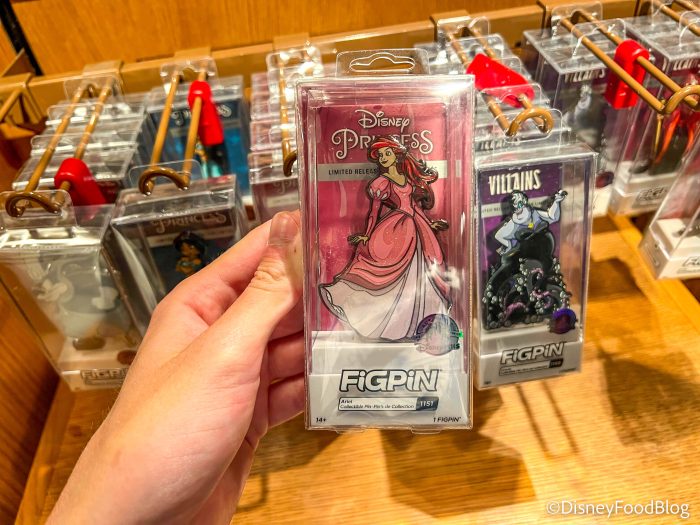 Disney
PRINCESS
LIMITED RELEASE
FiGPiN
Ariel
Collectible Pin • Pin's de Collection
1151
14+
1 FIGPIN
VILLAINS
FiGPiN
PRINCESS
FiGPiN
©DisneyFoodBlog